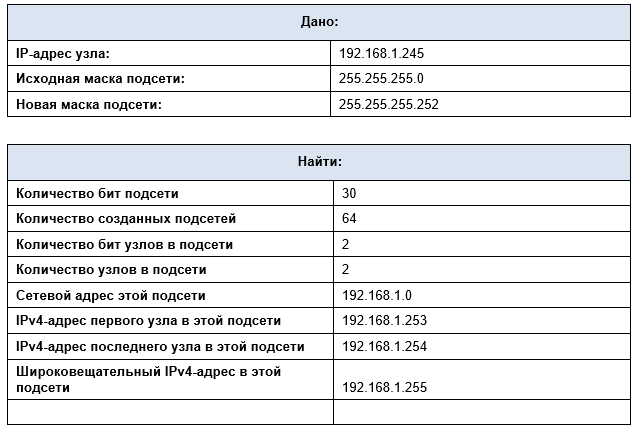 Дано:
IP-адрес узла: 192.168.1.245
Исходная маска подсети: 255.255.255.0
Новая маска подсети: 255.255.255.252
Найти:
Количество бит подсети 30
Количество созданных подсетей 64
Количество бит узлов в подсети 2
Количество узлов в подсети 2
Сетевой адрес этой подсети 192.168.1.0
IPv4-адрес первого узла в этой подсети 192.168.1.253
IPv4-адрес последнего узла в этой подсети 192.168.1.254
Широковещательный IPv4-адрес в этой
подсети 192.168.1.255